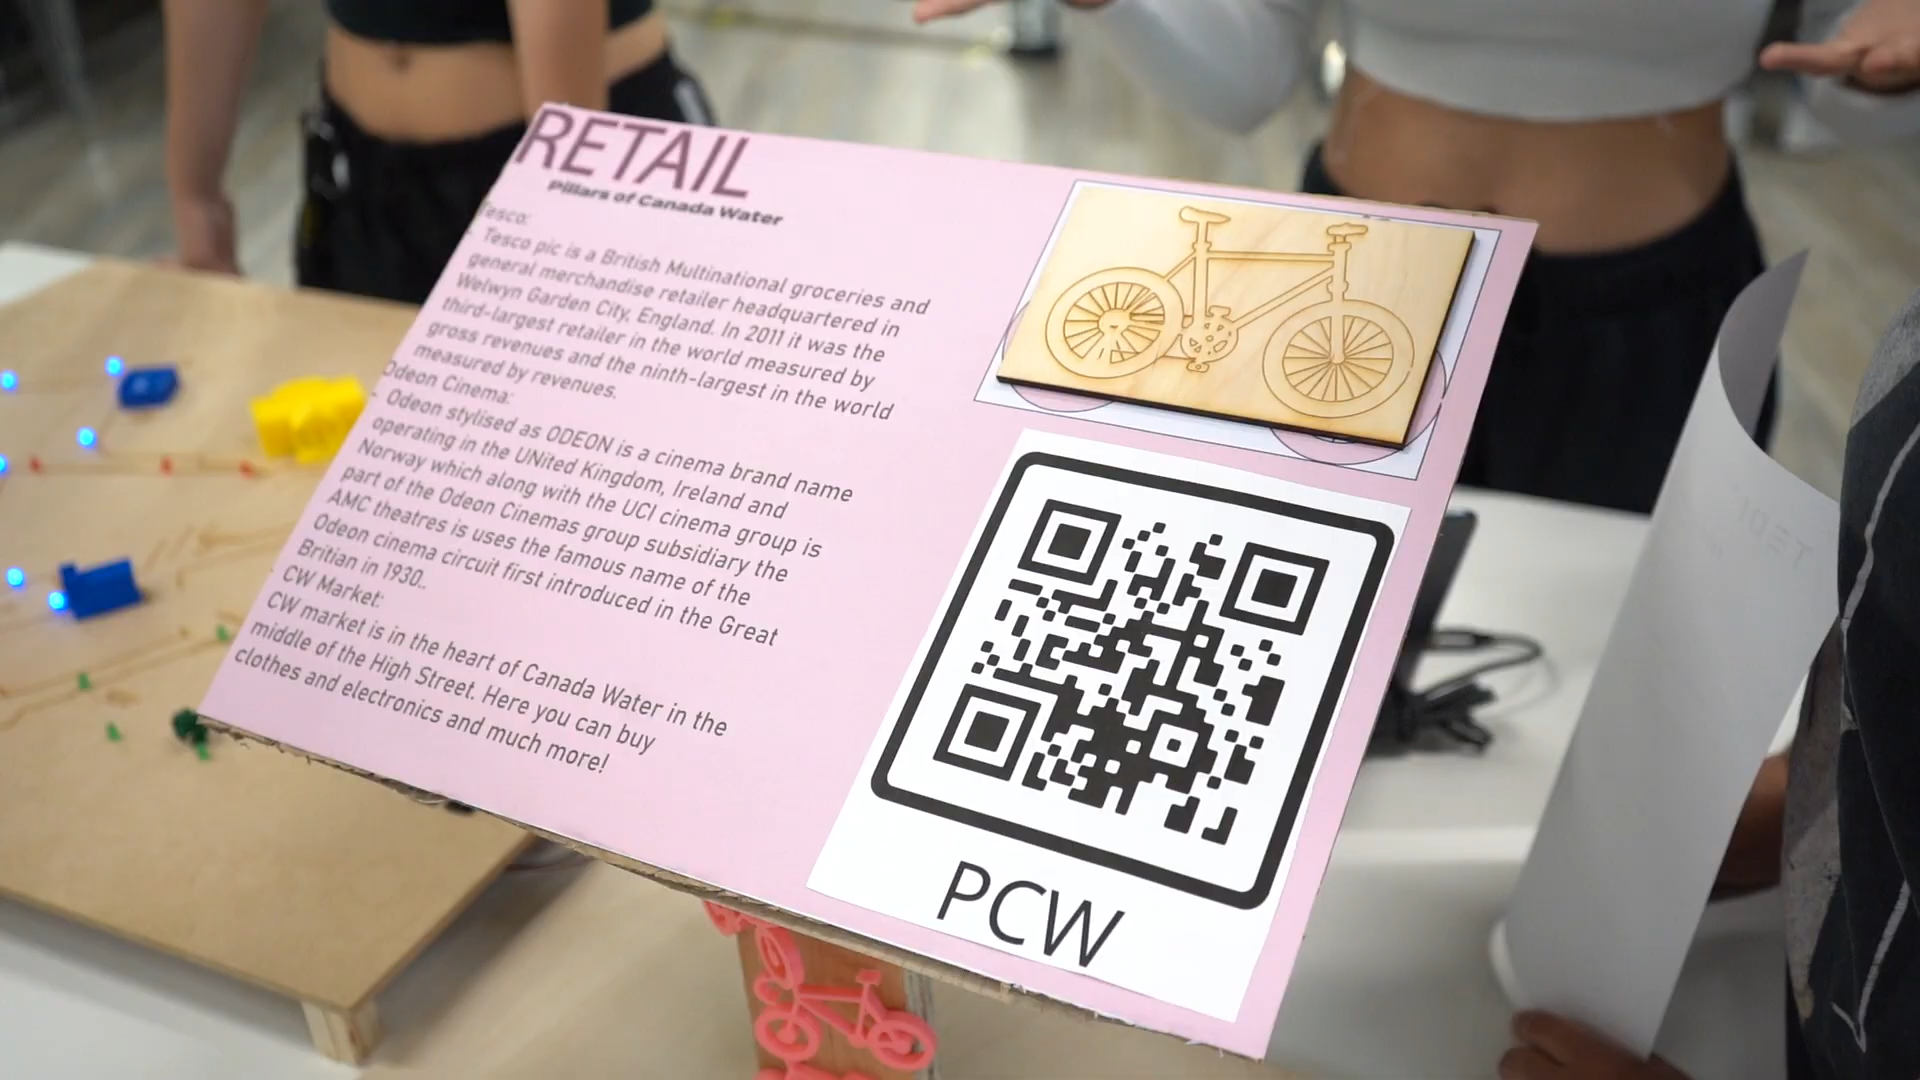 RETAIL
Pillars of Canada Water
Tesco:
- Tesco pic is a British Multinational groceries and
general merchandise retailer headquartered in
Welwyn Garden City, England. In 2011 it was the
third-largest retailer in the world measured by
gross revenues and the ninth-largest in the world
measured by revenues.
Odeon Cinema:
- Odeon stylised as ODEON is a cinema brand name
operating in the UNited Kingdom, Ireland and
Norway which along with the UCI cinema group is
part of the Odeon Cinemas group subsidiary the
AMC theatres is uses the famous name of the
Odeon cinema circuit first introduced in the Great
Britian in 1930..
CW Market:
CW market is in the heart of Canada Water in the
middle of the High Street. Here you can buy
clothes and electronics and much more!
PCW